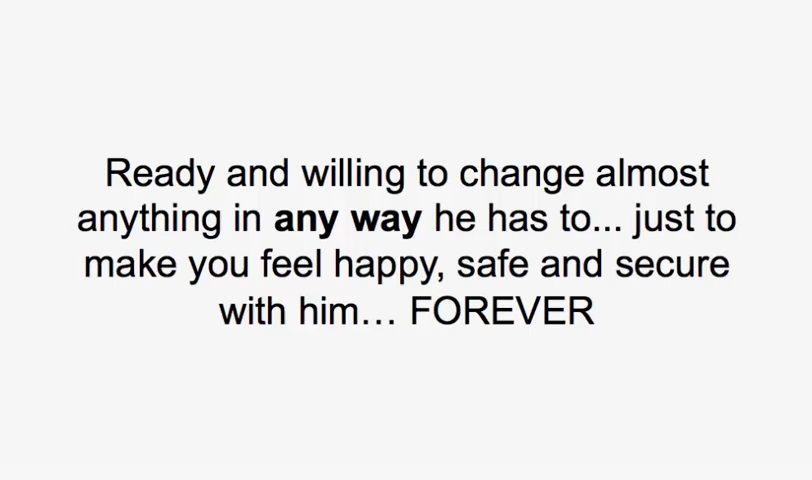 Ready and willing to change almost
anything in any way he has to... just to
make you feel happy, safe and secure
with him… FOREVER